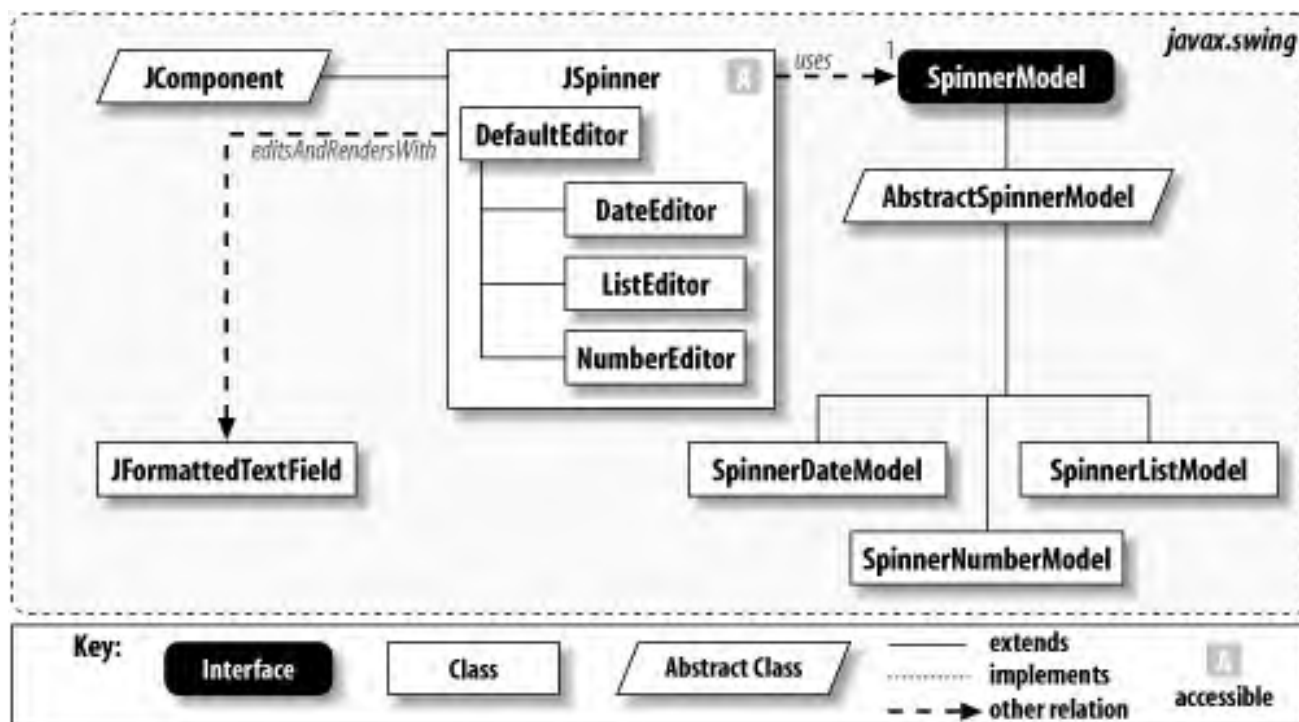 javax.swing
JComponent
JSpinner
A
uses
1
SpinnerModel
editsAndRendersWith
DefaultEditor
DateEditor
ListEditor
NumberEditor
AbstractSpinnerModel
JFormattedTextField
SpinnerDateModel
SpinnerListModel
SpinnerNumberModel
Key:
Interface
Class
Abstract Class
extends
implements
other relation
A
accessible